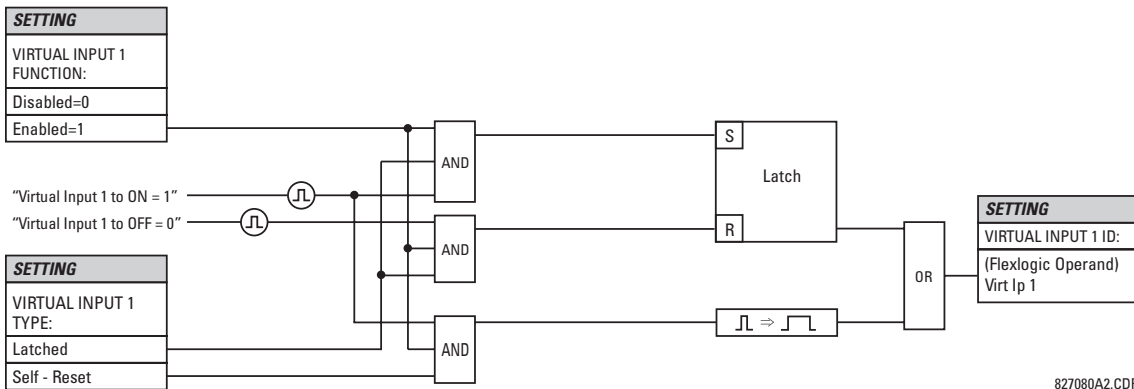 SETTING
VIRTUAL INPUT 1
FUNCTION:
Disabled=0
Enabled=1
“Virtual Input 1 to ON = 1”
“Virtual Input 1 to OFF = 0”
SETTING
VIRTUAL INPUT 1
TYPE:
Latched
Self - Reset
AND
AND
AND
S
Latch
R
OR
SETTING
VIRTUAL INPUT 1 ID:
(Flexlogic Operand)
Virt Ip 1